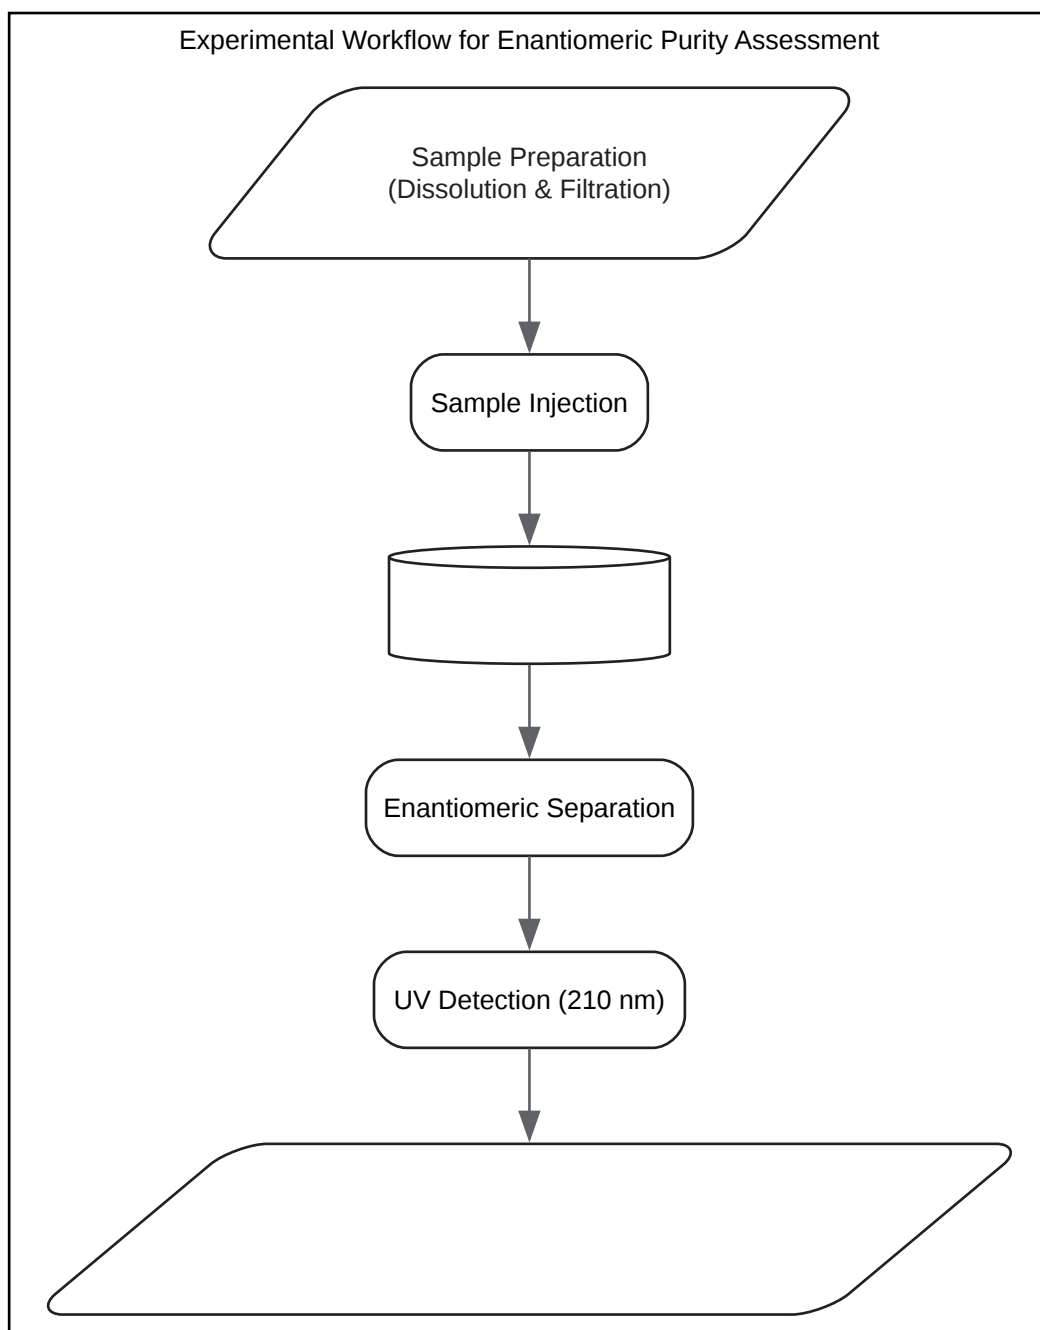 Experimental Workflow for Enantiomeric Purity Assessment
Sample Preparation
(Dissolution & Filtration)
Sample Injection
Enantiomeric Separation
UV Detection (210 nm)